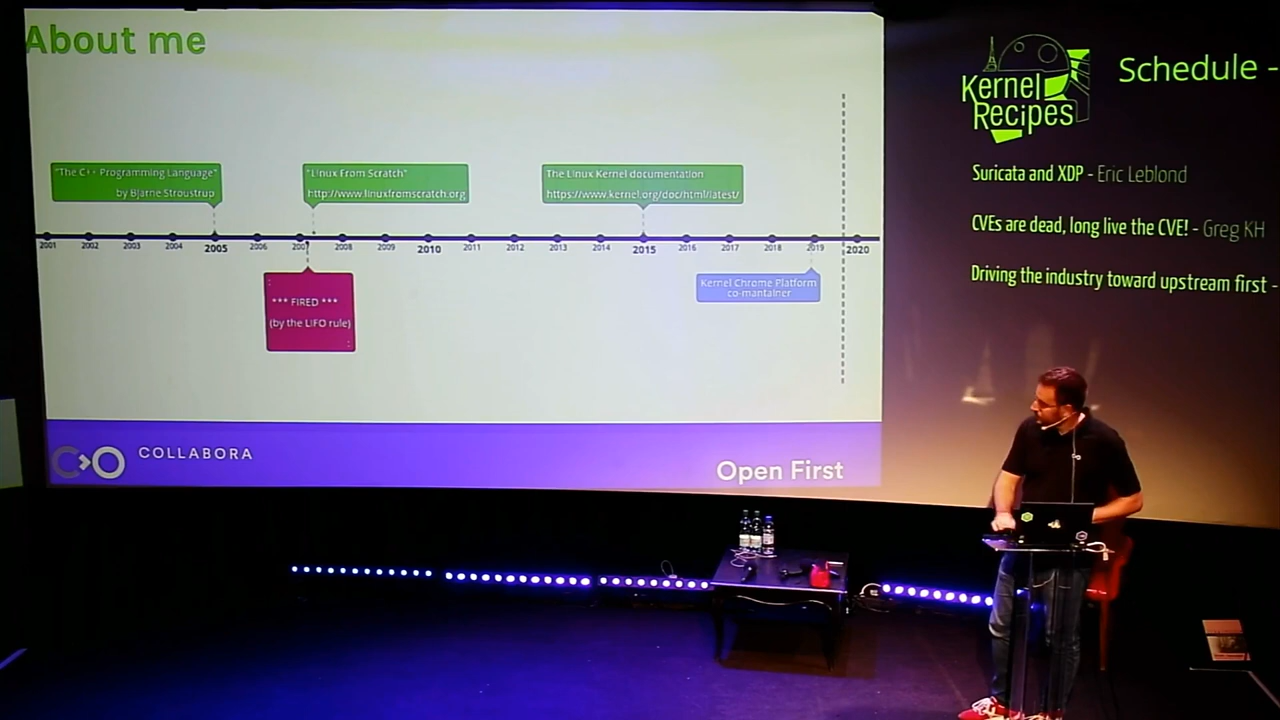 About me
"The C++ Programming Language"
by Bjarne Stroustrup
"Linux From Scratch"
http://www.linuxfromscratch.org
The Linux Kernel documentation
https://www.kernel.org/doc/html/latest/
2001 2002 2003 2004 2005 2006 2007 2008 2009 2010 2011 2012 2013 2014 2015 2016 2017 2018 2019 2020
*** FIRED ***
(by the LIFO rule)
Kernel Chrome Platform
co-mantainer
COLLABORA
Open First
Kernel
Recipes
Schedule -
Suricata and XDP - Eric Leblond
CVEs are dead, long live the CVE! - Greg KH
Driving the industry toward upstream first -